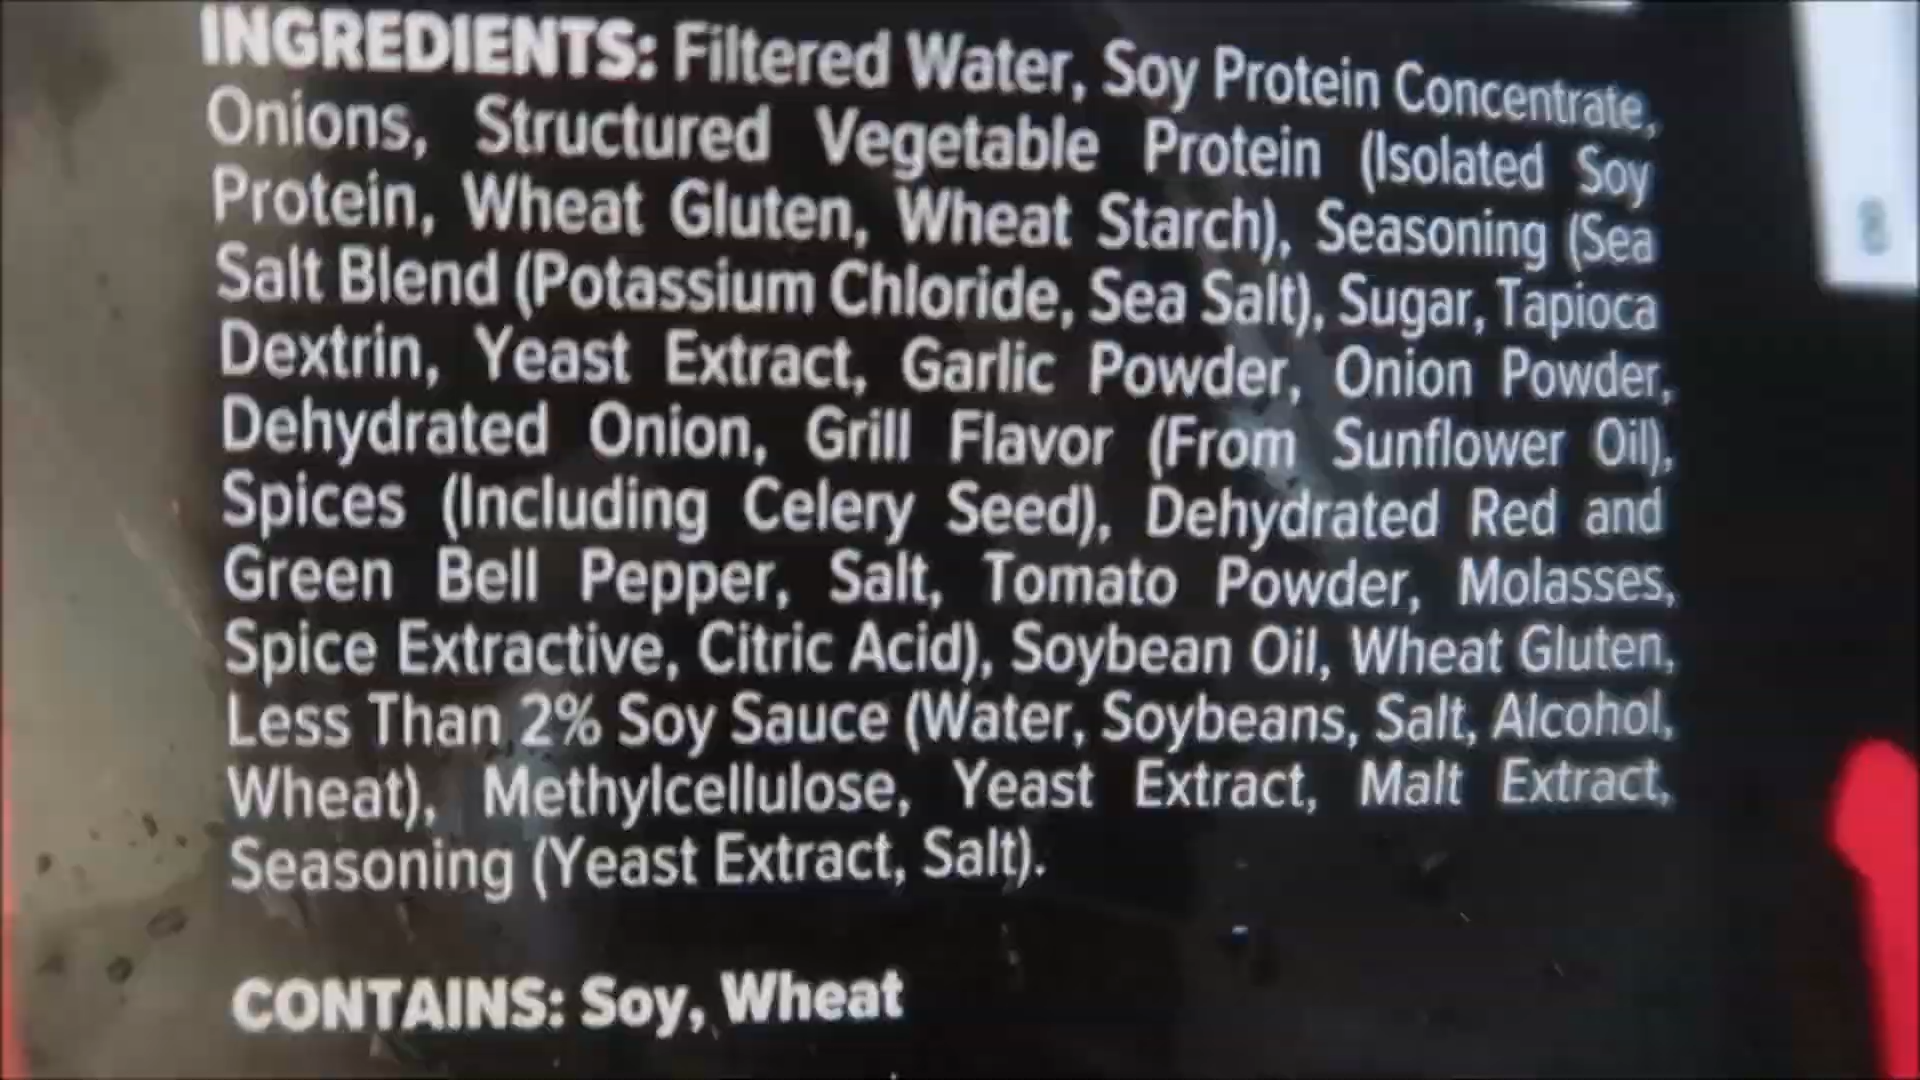 INGREDIENTS: Filtered Water, Soy Protein Concentrate,
Onions, Structured Vegetable Protein (Isolated Soy
Protein, Wheat Gluten, Wheat Starch), Seasoning (Sea
Salt Blend (Potassium Chloride, Sea Salt), Sugar, Tapioca
Dextrin, Yeast Extract, Garlic Powder, Onion Powder,
Dehydrated Onion, Grill Flavor (From Sunflower Oil),
Spices (Including Celery Seed), Dehydrated Red and
Green Bell Pepper, Salt, Tomato Powder, Molasses,
Spice Extractive, Citric Acid), Soybean Oil, Wheat Gluten,
Less Than 2% Soy Sauce (Water, Soybeans, Salt, Alcohol,
Wheat), Methylcellulose, Yeast Extract, Malt Extract,
Seasoning (Yeast Extract, Salt).
CONTAINS: Soy, Wheat